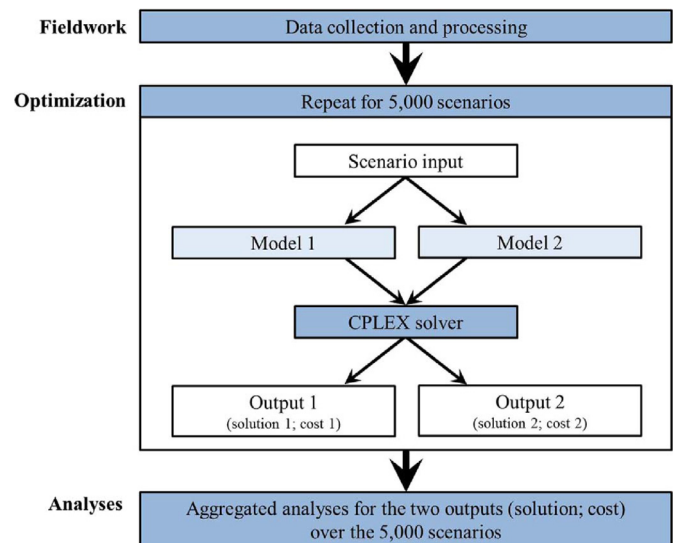 Fieldwork
Data collection and processing
Optimization
Repeat for 5,000 scenarios
Scenario input
Model 1
Model 2
CPLEX solver
Output 1
(solution 1; cost 1)
Output 2
(solution 2; cost 2)
Analyses
Aggregated analyses for the two outputs (solution; cost)
over the 5,000 scenarios